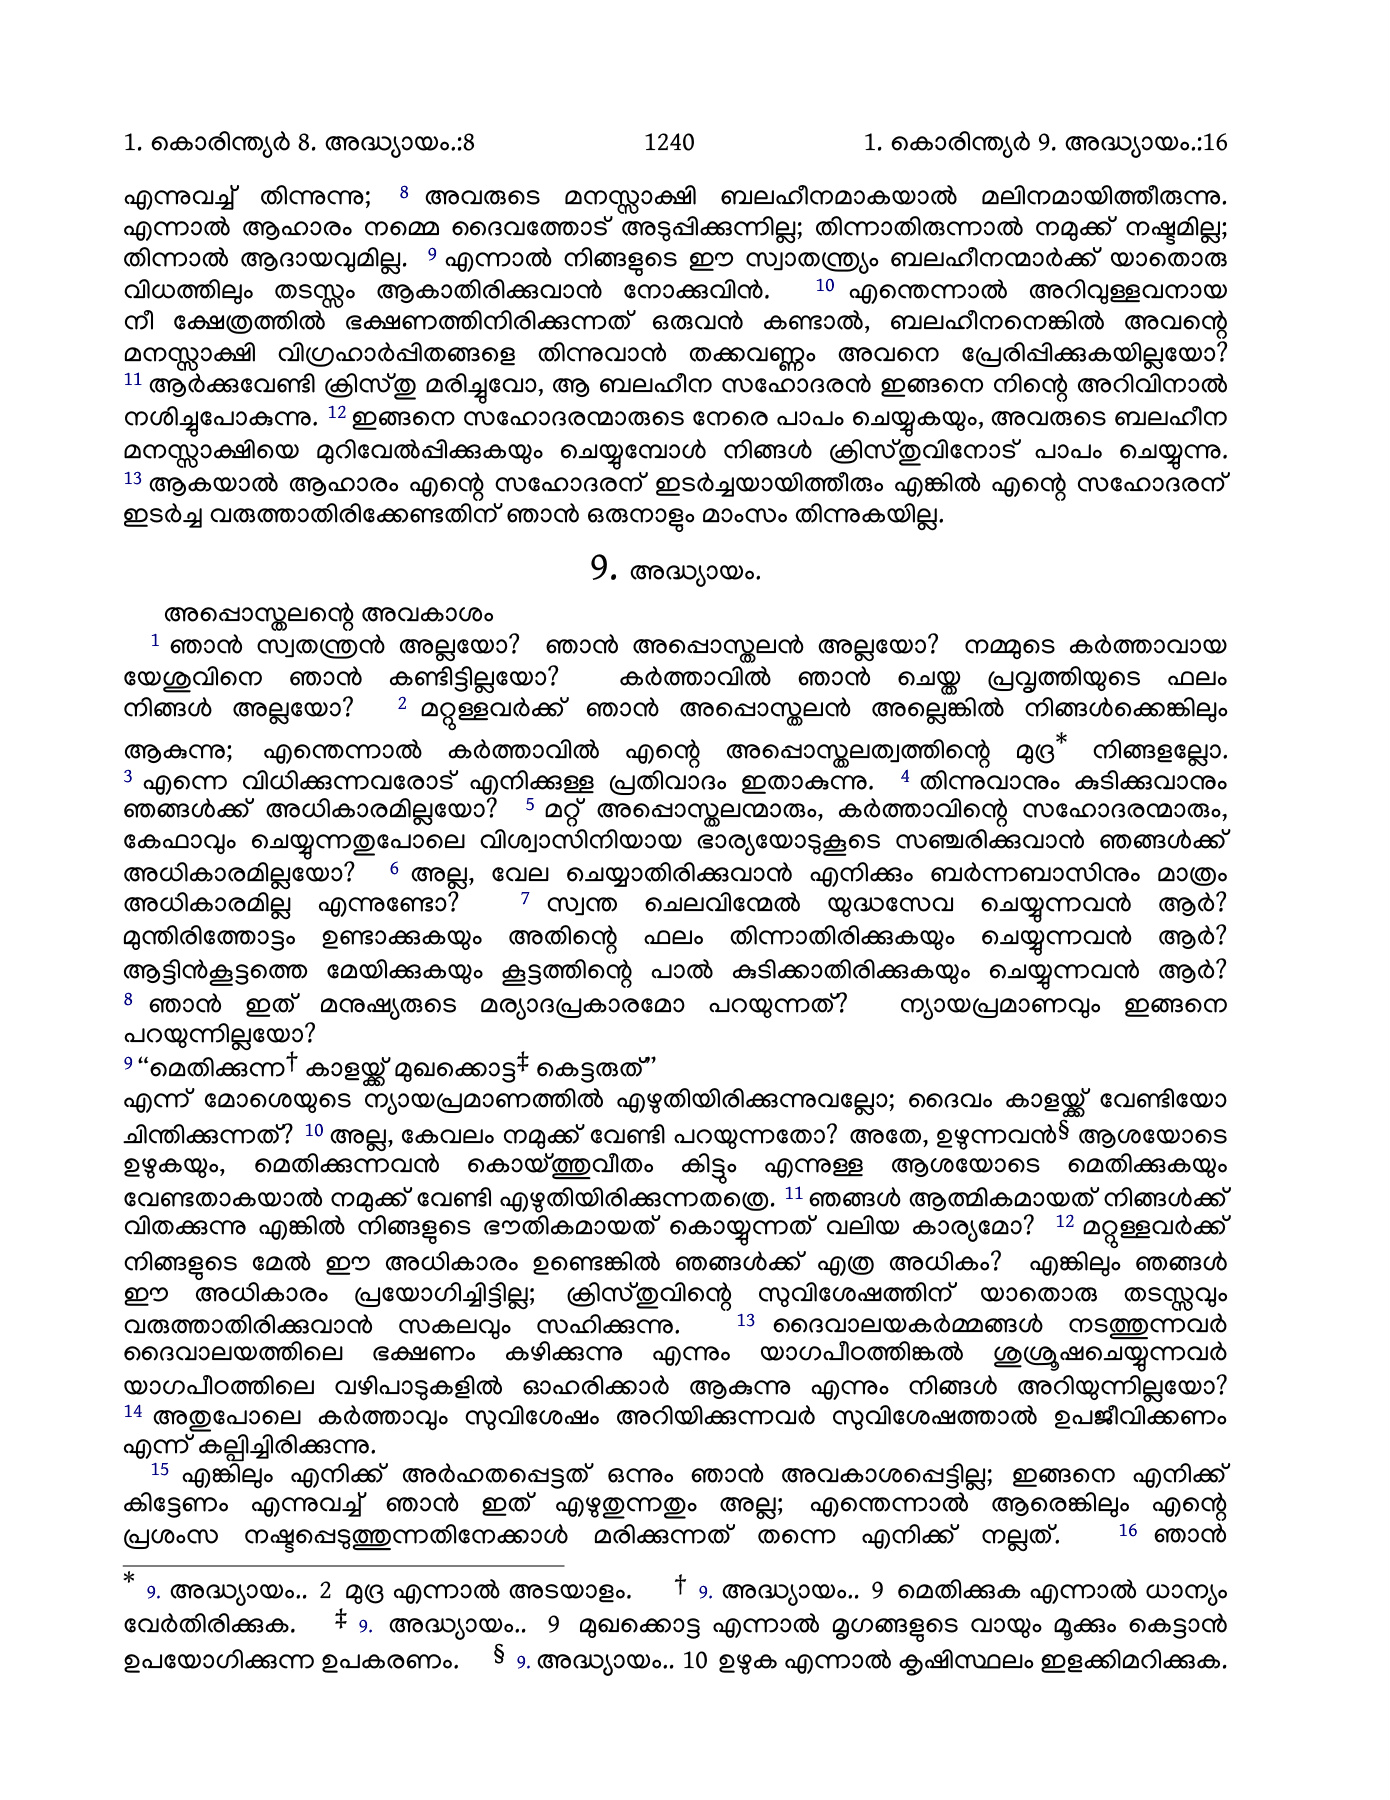 1. കൊരിന്ത്യർ 8. അദ്ധ്യായം.:8 1240 1. കൊരിന്ത്യർ 9. അദ്ധ്യായം.:16
എന്നുവച്ച് തിന്നുന്നു; 8 അവരുടെ മനസ്സാക്ഷി ബലഹീനമാകയാൽ മലിനമായിത്തീരുന്നു.
എന്നാൽ ആഹാരം നമ്മെ ദൈവത്തോട് അടുപ്പിക്കുന്നില്ല; തിന്നാതിരുന്നാൽ നമുക്ക് നഷ്ടമില്ല;
തിന്നാൽ ആദായവുമില്ല. 9 എന്നാൽ നിങ്ങളുടെ ഈ സ്വാതന്ത്ര്യം ബലഹീനന്മാർക്ക് യാതൊരു
വിധത്തിലും തടസ്സം ആകാതിരിക്കുവാൻ നോക്കുവിൻ. 10 എന്തെന്നാൽ അറിവുള്ളവനായ
നീ ക്ഷേത്രത്തിൽ ഭക്ഷണത്തിനിരിക്കുന്നത് ഒരുവൻ കണ്ടാൽ, ബലഹീനനെങ്കിൽ അവന്റെ
മനസ്സാക്ഷി വിഗ്രഹാർപ്പിതങ്ങളെ തിന്നുവാൻ തക്കവണ്ണം അവനെ പ്രേരിപ്പിക്കുകയില്ലയോ?
11 ആർക്കുവേണ്ടി ക്രിസ്തു മരിച്ചുവോ, ആ ബലഹീന സഹോദരൻ ഇങ്ങനെ നിന്റെ അറിവിനാൽ
നശിച്ചുപോകുന്നു. 12 ഇങ്ങനെ സഹോദരന്മാരുടെ നേരെ പാപം ചെയ്യുകയും, അവരുടെ ബലഹീന
മനസ്സാക്ഷിയെ മുറിവേൽപ്പിക്കുകയും ചെയ്യുമ്പോൾ നിങ്ങൾ ക്രിസ്തുവിനോട് പാപം ചെയ്യുന്നു.
13 ആകയാൽ ആഹാരം എന്റെ സഹോദരന് ഇടർച്ചയായിത്തീരും എങ്കിൽ എന്റെ സഹോദരന്
ഇടർച്ച വരുത്താതിരിക്കേണ്ടതിന് ഞാൻ ഒരുനാളും മാംസം തിന്നുകയില്ല.
9. അദ്ധ്യായം.
അപ്പൊസ്തലന്റെ അവകാശം
1 ഞാൻ സ്വതന്ത്രൻ അല്ലയോ? ഞാൻ അപ്പൊസ്തലൻ അല്ലയോ? നമ്മുടെ കർത്താവായ
യേശുവിനെ ഞാൻ കണ്ടിട്ടില്ലയോ? കർത്താവിൽ ഞാൻ ചെയ്ത പ്രവൃത്തിയുടെ ഫലം
നിങ്ങൾ അല്ലയോ? 2 മറ്റുള്ളവർക്ക് ഞാൻ അപ്പൊസ്തലൻ അല്ലെങ്കിൽ നിങ്ങൾക്കെങ്കിലും
ആകുന്നു; എന്തെന്നാൽ കർത്താവിൽ എന്റെ അപ്പൊസ്തലത്വത്തിന്റെ മുദ്ര* നിങ്ങളല്ലോ.
3 എന്നെ വിധിക്കുന്നവരോട് എനിക്കുള്ള പ്രതിവാദം ഇതാകുന്നു. 4 തിന്നുവാനും കുടിക്കുവാനും
ഞങ്ങൾക്ക് അധികാരമില്ലയോ? 5 മറ്റ് അപ്പൊസ്തലന്മാരും, കർത്താവിന്റെ സഹോദരന്മാരും,
കേഫാവും ചെയ്യുന്നതുപോലെ വിശ്വാസിനിയായ ഭാര്യയോടുകൂടെ സഞ്ചരിക്കുവാൻ ഞങ്ങൾക്ക്
അധികാരമില്ലയോ? 6 അല്ല, വേല ചെയ്യാതിരിക്കുവാൻ എനിക്കും ബർന്നബാസിനും മാത്രം
അധികാരമില്ല എന്നുണ്ടോ? 7 സ്വന്ത ചെലവിന്മേൽ യുദ്ധസേവ ചെയ്യുന്നവൻ ആർ?
മുന്തിരിത്തോട്ടം ഉണ്ടാക്കുകയും അതിന്റെ ഫലം തിന്നാതിരിക്കുകയും ചെയ്യുന്നവൻ ആർ?
ആട്ടിൻകൂട്ടത്തെ മേയിക്കുകയും കൂട്ടത്തിന്റെ പാൽ കുടിക്കാതിരിക്കുകയും ചെയ്യുന്നവൻ ആർ?
8 ഞാൻ ഇത് മനുഷ്യരുടെ മര്യാദപ്രകാരമോ പറയുന്നത്? ന്യായപ്രമാണവും ഇങ്ങനെ
പറയുന്നില്ലയോ?
9 “മെതിക്കുന്ന† കാളയ്ക്ക് മുഖക്കൊട്ട‡ കെട്ടരുത്”
എന്ന് മോശെയുടെ ന്യായപ്രമാണത്തിൽ എഴുതിയിരിക്കുന്നുവല്ലോ; ദൈവം കാളയ്ക്ക് വേണ്ടിയോ
ചിന്തിക്കുന്നത്? 10 അല്ല, കേവലം നമുക്ക് വേണ്ടി പറയുന്നതോ? അതേ, ഉഴുന്നവൻ§ ആശയോടെ
ഉഴുകയും, മെതിക്കുന്നവൻ കൊയ്ത്തുവീതം കിട്ടും എന്നുള്ള ആശയോടെ മെതിക്കുകയും
വേണ്ടതാകയാൽ നമുക്ക് വേണ്ടി എഴുതിയിരിക്കുന്നതത്രെ. 11 ഞങ്ങൾ ആത്മികമായത് നിങ്ങൾക്ക്
വിതക്കുന്നു എങ്കിൽ നിങ്ങളുടെ ഭൗതികമായത് കൊയ്യുന്നത് വലിയ കാര്യമോ? 12 മറ്റുള്ളവർക്ക്
നിങ്ങളുടെ മേൽ ഈ അധികാരം ഉണ്ടെങ്കിൽ ഞങ്ങൾക്ക് എത്ര അധികം? എങ്കിലും ഞങ്ങൾ
ഈ അധികാരം പ്രയോഗിച്ചിട്ടില്ല; ക്രിസ്തുവിന്റെ സുവിശേഷത്തിന് യാതൊരു തടസ്സവും
വരുത്താതിരിക്കുവാൻ സകലവും സഹിക്കുന്നു. 13 ദൈവാലയകർമ്മങ്ങൾ നടത്തുന്നവർ
ദൈവാലയത്തിലെ ഭക്ഷണം കഴിക്കുന്നു എന്നും യാഗപീഠത്തിങ്കൽ ശുശ്രൂഷചെയ്യുന്നവർ
യാഗപീഠത്തിലെ വഴിപാടുകളിൽ ഓഹരിക്കാർ ആകുന്നു എന്നും നിങ്ങൾ അറിയുന്നില്ലയോ?
14 അതുപോലെ കർത്താവും സുവിശേഷം അറിയിക്കുന്നവർ സുവിശേഷത്താൽ ഉപജീവിക്കണം
എന്ന് കല്പിച്ചിരിക്കുന്നു.
15 എങ്കിലും എനിക്ക് അർഹതപ്പെട്ടത് ഒന്നും ഞാൻ അവകാശപ്പെട്ടില്ല; ഇങ്ങനെ എനിക്ക്
കിട്ടേണം എന്നുവച്ച് ഞാൻ ഇത് എഴുതുന്നതും അല്ല; എന്തെന്നാൽ ആരെങ്കിലും എന്റെ
പ്രശംസ നഷ്ടപ്പെടുത്തുന്നതിനേക്കാൾ മരിക്കുന്നത് തന്നെ എനിക്ക് നല്ലത്. 16 ഞാൻ
* 9. അദ്ധ്യായം.. 2 മുദ്ര എന്നാൽ അടയാളം. † 9. അദ്ധ്യായം.. 9 മെതിക്കുക എന്നാൽ ധാന്യം
വേർതിരിക്കുക. ‡ 9. അദ്ധ്യായം.. 9 മുഖക്കൊട്ട എന്നാൽ മൃഗങ്ങളുടെ വായും മൂക്കും കെട്ടാൻ
ഉപയോഗിക്കുന്ന ഉപകരണം. § 9. അദ്ധ്യായം.. 10 ഉഴുക എന്നാൽ കൃഷിസ്ഥലം ഇളക്കിമറിക്കുക.